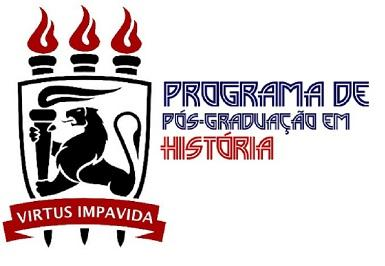 PROGRAMA DE
PÓS-GRADUAÇÃO EM
HISTÓRIA
VIRTUS IMPAVIDA